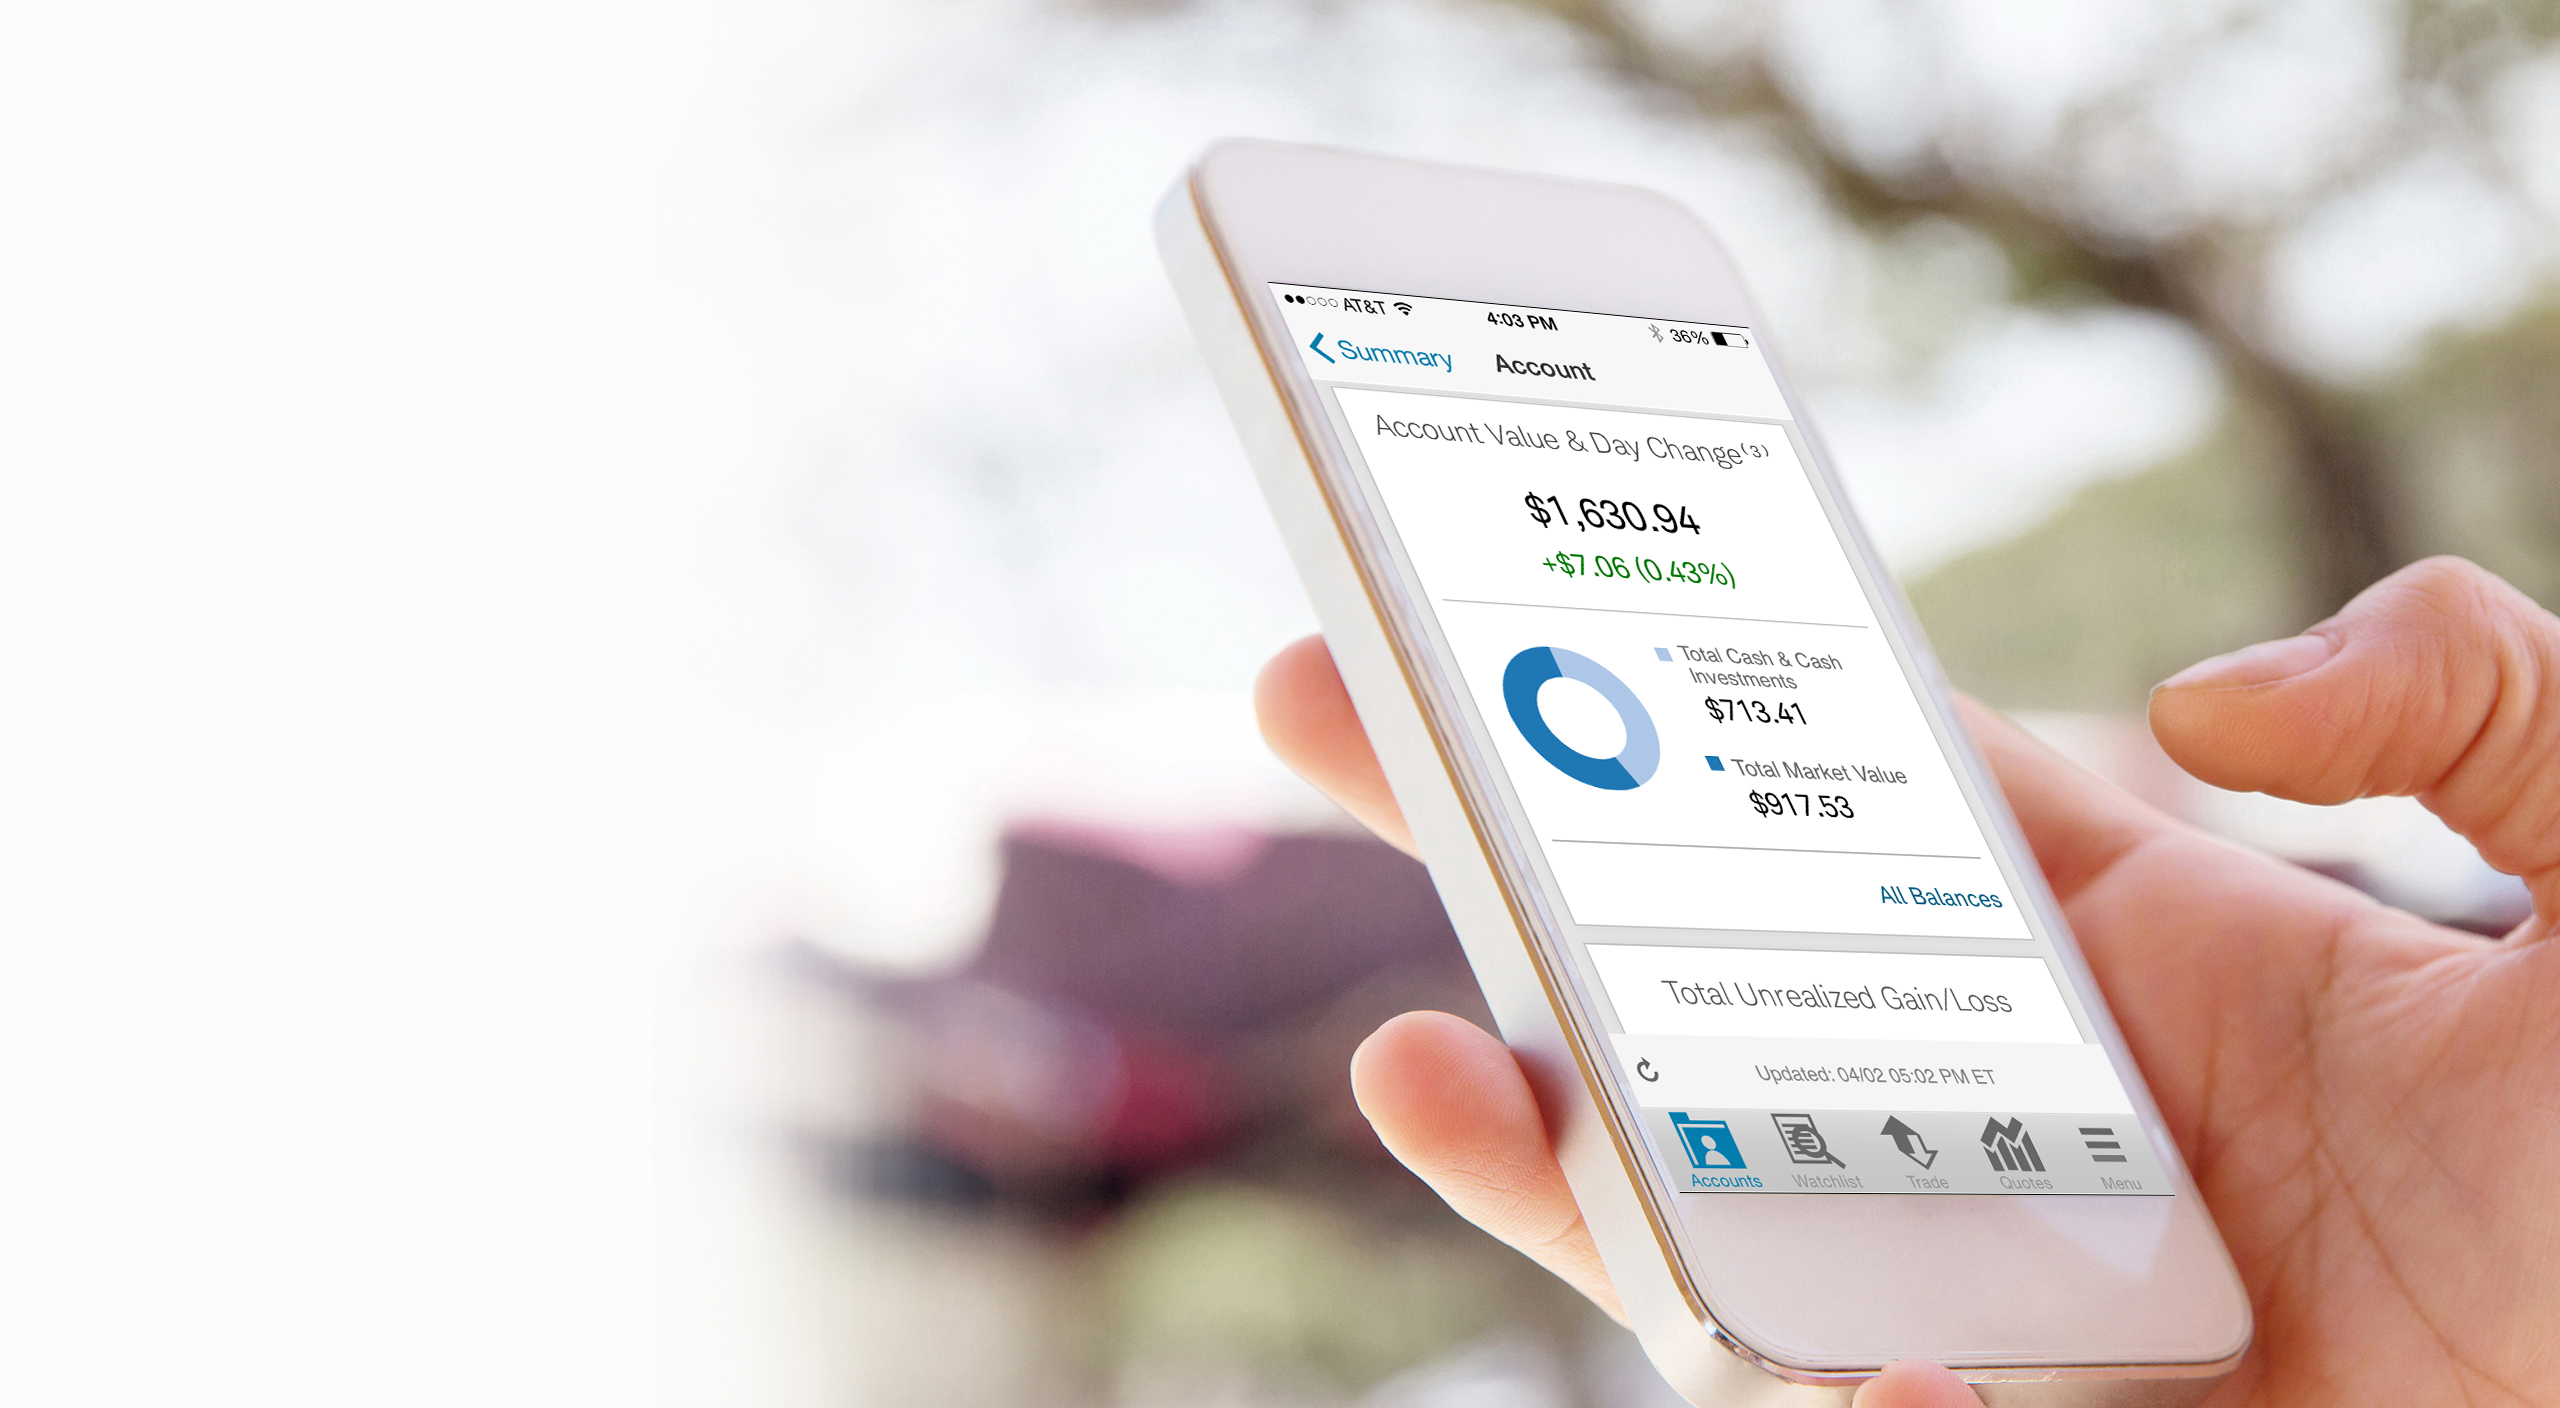 AT&T 4:03 PM 36%
Summary Account
Account Value & Day Change(3)
$1,630.94
+$7.06 (0.43%)
Total Cash & Cash
Investments
$713.41
Total Market Value
$917.53
All Balances
Total Unrealized Gain/Loss
Updated: 04/02 05:02 PM ET
Accounts Watchlist Trade Quotes Menu